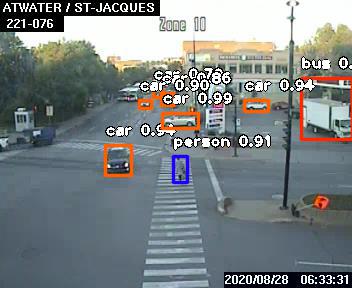 ATWATER / ST-JACQUES
221-076
Zone 10
bus 0.
car 0.86
car 0.90
car 0.94
car 0.99
car 0.94
person 0.91
2020/08/28 06:33:31